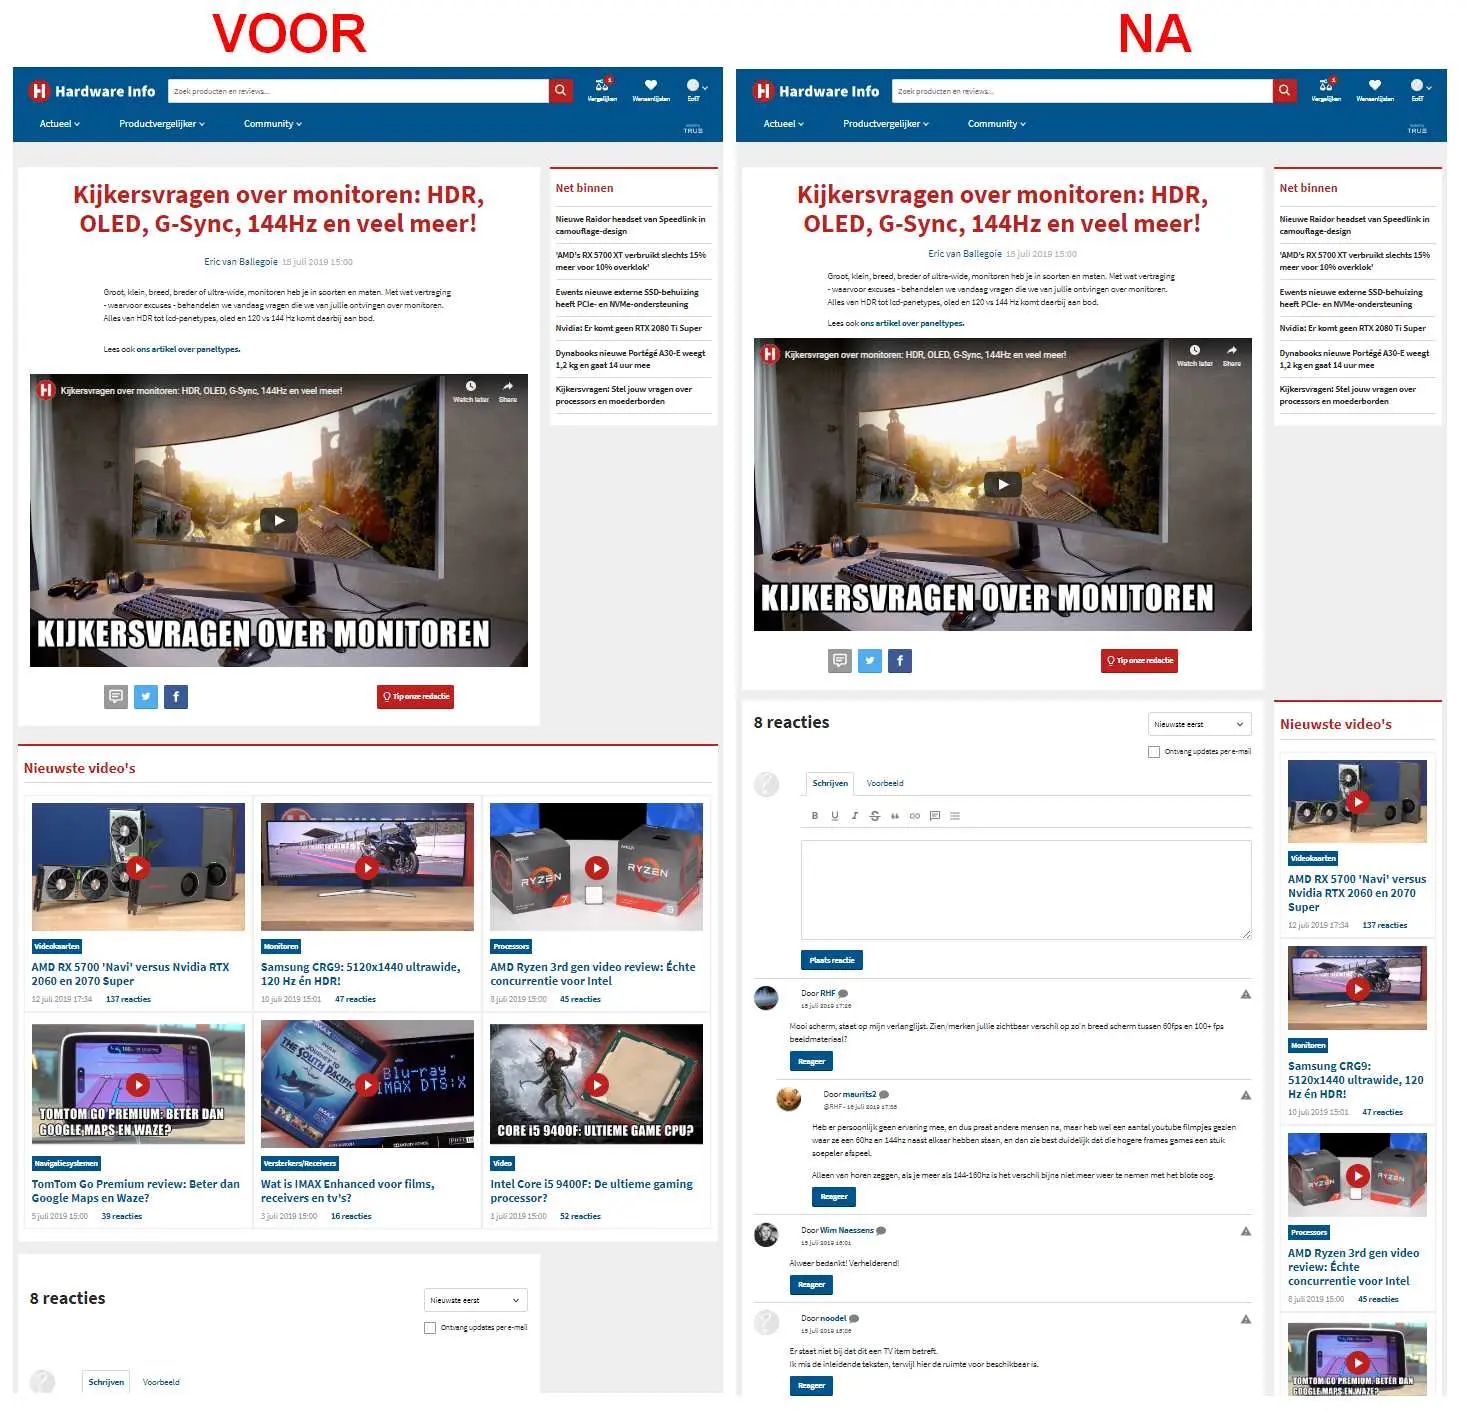 VOOR
Hardware Info
Zoek producten en reviews...
1
Vergelijken
Wensenlijsten
EofT
Actueel
Productvergelijker
Community
TRUE
Kijkersvragen over monitoren: HDR,
OLED, G-Sync, 144Hz en veel meer!
Eric van Ballegoie 15 juli 2019 15:00
Groot, klein, breed, breder of ultra-wide, monitoren heb je in soorten en maten. Met wat vertraging
- waarvoor excuses - behandelen we vandaag vragen die we van jullie ontvingen over monitoren.
Alles van HDR tot lcd-panetypes, oled en 120 vs 144 Hz komt daarbij aan bod.
Lees ook ons artikel over paneltypes.
Kijkersvragen over monitoren: HDR, OLED, G-Sync, 144Hz en veel meer!
Watch later
Share
KIJKERSVRAGEN OVER MONITOREN
Tip onze redactie
Net binnen
Nieuwe Raidor headset van Speedlink in
camouflage-design
'AMD's RX 5700 XT verbruikt slechts 15%
meer voor 10% overklok'
Ewents nieuwe externe SSD-behuizing
heeft PCIe- en NVMe-ondersteuning
Nvidia: Er komt geen RTX 2080 Ti Super
Dynabooks nieuwe Portégé A30-E weegt
1,2 kg en gaat 14 uur mee
Kijkersvragen: Stel jouw vragen over
processors en moederborden
Nieuwste video's
Videokaarten
AMD RX 5700 'Navi' versus Nvidia RTX
2060 en 2070 Super
12 juli 2019 17:34 137 reacties
Monitoren
Samsung CRG9: 5120x1440 ultrawide,
120 Hz én HDR!
10 juli 2019 15:01 47 reacties
RYZEN
7
RYZEN
Processors
AMD Ryzen 3rd gen video review: Échte
concurrentie voor Intel
8 juli 2019 15:00 45 reacties
TOMTOM GO PREMIUM: BETER DAN
GOOGLE MAPS EN WAZE?
Navigatiesystemen
TomTom Go Premium review: Beter dan
Google Maps en Waze?
5 juli 2019 15:00 39 reacties
IMAX
JOURNEY TO
THE SOUTH PACIFIC
Blu-ray
IMAX DTS:X
Versterkers/Receivers
Wat is IMAX Enhanced voor films,
receivers en tv's?
3 juli 2019 15:00 16 reacties
CORE i5 9400F: ULTIEME GAME CPU?
Video
Intel Core i5 9400F: De ultieme gaming
processor?
1 juli 2019 15:00 52 reacties
8 reacties
Nieuwste eerst
Ontvang updates per e-mail
Schrijven
Voorbeeld
NA
Hardware Info
Zoek producten en reviews...
1
Vergelijken
Wensenlijsten
EofT
Actueel
Productvergelijker
Community
TRUE
Kijkersvragen over monitoren: HDR,
OLED, G-Sync, 144Hz en veel meer!
Eric van Ballegoie 15 juli 2019 15:00
Groot, klein, breed, breder of ultra-wide, monitoren heb je in soorten en maten. Met wat vertraging
- waarvoor excuses - behandelen we vandaag vragen die we van jullie ontvingen over monitoren.
Alles van HDR tot lcd-panetypes, oled en 120 vs 144 Hz komt daarbij aan bod.
Lees ook ons artikel over paneltypes.
Kijkersvragen over monitoren: HDR, OLED, G-Sync, 144Hz en veel meer!
Watch later
Share
KIJKERSVRAGEN OVER MONITOREN
Tip onze redactie
Net binnen
Nieuwe Raidor headset van Speedlink in
camouflage-design
'AMD's RX 5700 XT verbruikt slechts 15%
meer voor 10% overklok'
Ewents nieuwe externe SSD-behuizing
heeft PCIe- en NVMe-ondersteuning
Nvidia: Er komt geen RTX 2080 Ti Super
Dynabooks nieuwe Portégé A30-E weegt
1,2 kg en gaat 14 uur mee
Kijkersvragen: Stel jouw vragen over
processors en moederborden
8 reacties
Nieuwste eerst
Ontvang updates per e-mail
Schrijven
Voorbeeld
B U I S
Plaats reactie
Door RHF
15 juli 2019 17:26
Mooi scherm, staat op mijn verlanglijst. Zien/merken jullie zichtbaar verschil op zo'n breed scherm tussen 60fps en 100+ fps
beeldmateriaal?
Reageer
Door maurits2
@RHF - 15 juli 2019 17:56
Heb er persoonlijk geen ervaring mee, en dus praat andere mensen na, maar heb wel een aantal youtube filmpjes gezien
waar ze een 60hz en 144hz naast elkaar hebben staan, en dan zie best duidelijk dat die hogere frames games een stuk
soepeler afspeel.
Alleen van horen zeggen, als je meer als 144-160hz is het verschil bijna niet meer weer te nemen met het blote oog.
Reageer
Door Wim Naessens
15 juli 2019 16:01
Alweer bedankt! Verhelderend!
Reageer
Door noodel
15 juli 2019 15:06
Er staat niet bij dat dit een TV item betreft.
Ik mis de inleidende teksten, terwijl hier de ruimte voor beschikbaar is.
Reageer
Nieuwste video's
Videokaarten
AMD RX 5700 'Navi' versus
Nvidia RTX 2060 en 2070
Super
12 juli 2019 17:34 137 reacties
Monitoren
Samsung CRG9:
5120x1440 ultrawide, 120
Hz én HDR!
10 juli 2019 15:01 47 reacties
RYZEN
RYZEN
Processors
AMD Ryzen 3rd gen video
review: Échte
concurrentie voor Intel
8 juli 2019 15:00 45 reacties
TOMTOM GO PREMIUM: BETER DAN
GOOGLE MAPS EN WAZE?